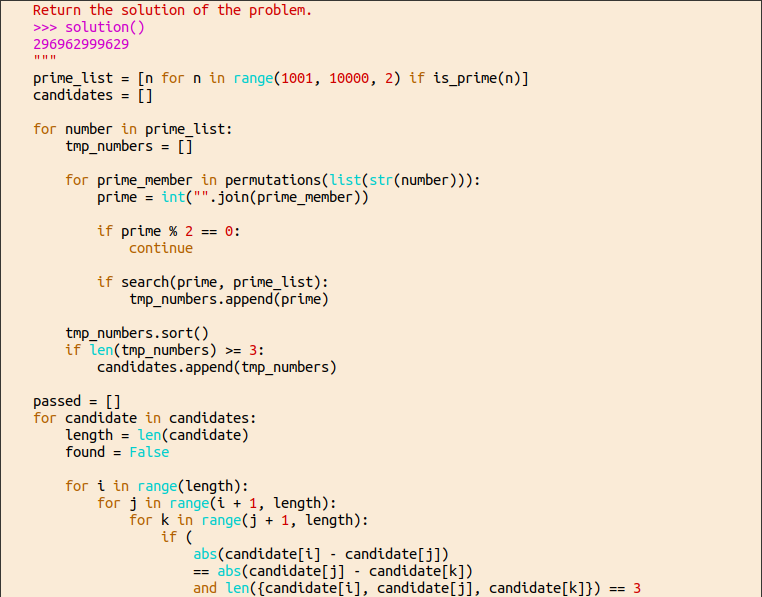 Return the solution of the problem.
>>> solution()
296962999629
"""
prime_list = [n for n in range(1001, 10000, 2) if is_prime(n)]
candidates = []
for number in prime_list:
tmp_numbers = []
for prime_member in permutations(list(str(number))):
prime = int("".join(prime_member))
if prime % 2 == 0:
continue
if search(prime, prime_list):
tmp_numbers.append(prime)
tmp_numbers.sort()
if len(tmp_numbers) >= 3:
candidates.append(tmp_numbers)
passed = []
for candidate in candidates:
length = len(candidate)
found = False
for i in range(length):
for j in range(i + 1, length):
for k in range(j + 1, length):
if (
abs(candidate[i] - candidate[j])
== abs(candidate[j] - candidate[k])
and len({candidate[i], candidate[j], candidate[k]}) == 3